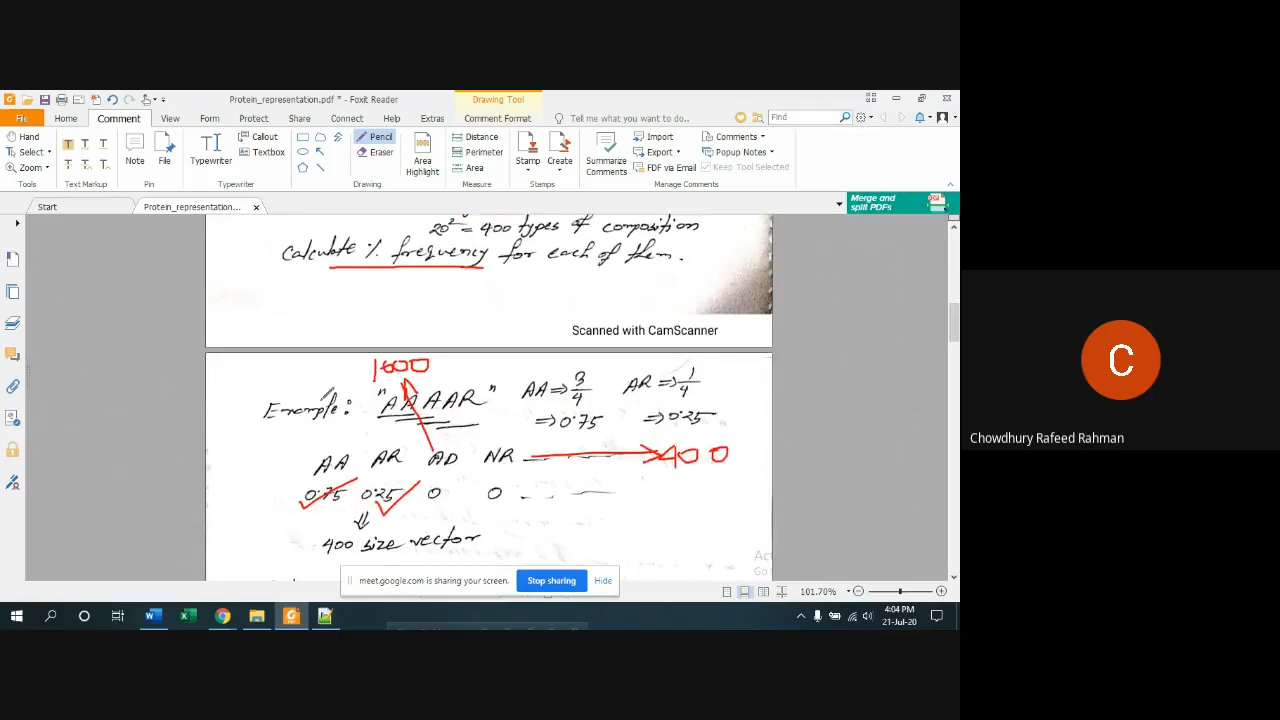 Protein_representation.pdf * - Foxit Reader
Drawing Tool
File Home Comment View Form Protect Share Connect Help Extras Comment Format Tell me what you want to do.. Find
Hand
Select
Zoom
Tools
Text Markup
Note
File
Pin
Typewriter
Callout
Textbox
Typewriter
Pencil
Eraser
Drawing
Area Highlight
Distance
Perimeter
Area
Measure
Stamp
Create
Stamps
Summarize Comments
Import
Export
FDF via Email
Comments
Popup Notes
Keep Tool Selected
Manage Comments
Start
Protein_representation...
Merge and split PDFs
20² = 400 types of composition
Calculate % frequency for each of them.
Scanned with CamScanner
1600
Example: "AAAAR" AA ⇒ 3/4 AR ⇒ 1/4
⇒ 0.75 ⇒ 0.25
AA AR AD NR 400
0.75 0.25 0 0
⇓
400 size vector
Act
Go
meet.google.com is sharing your screen. Stop sharing Hide
101.70%
4:04 PM
21-Jul-20
C
Chowdhury Rafeed Rahman